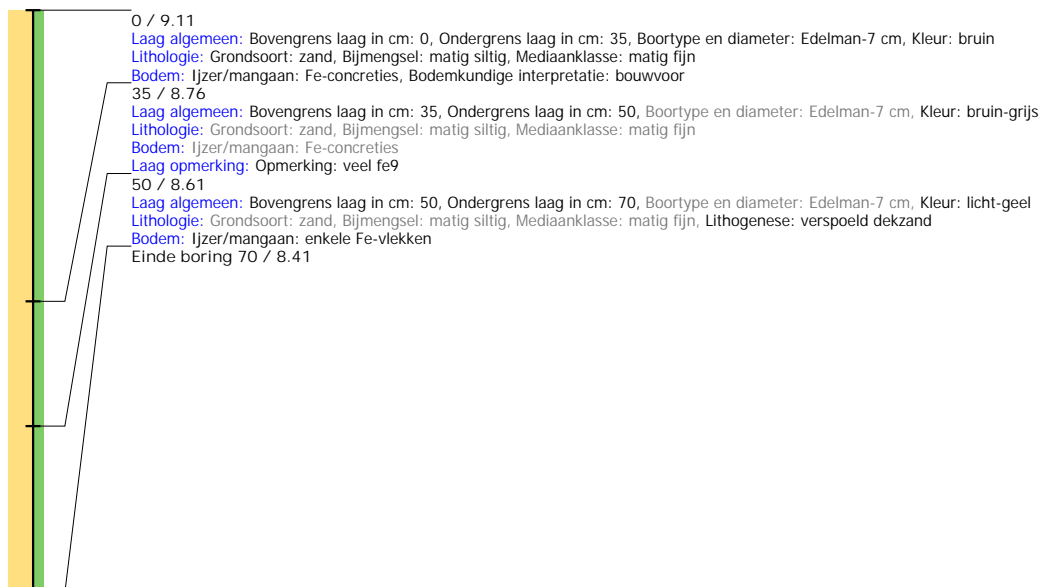 0 / 9.11
Laag algemeen: Bovengrens laag in cm: 0, Ondergrens laag in cm: 35, Boortype en diameter: Edelman-7 cm, Kleur: bruin
Lithologie: Grondsoort: zand, Bijmengsel: matig siltig, Mediaanklasse: matig fijn
Bodem: Ijzer/mangaan: Fe-concreties, Bodemkundige interpretatie: bouwvoor
35 / 8.76
Laag algemeen: Bovengrens laag in cm: 35, Ondergrens laag in cm: 50, Boortype en diameter: Edelman-7 cm, Kleur: bruin-grijs
Lithologie: Grondsoort: zand, Bijmengsel: matig siltig, Mediaanklasse: matig fijn
Bodem: Ijzer/mangaan: Fe-concreties
Laag opmerking: Opmerking: veel fe9
50 / 8.61
Laag algemeen: Bovengrens laag in cm: 50, Ondergrens laag in cm: 70, Boortype en diameter: Edelman-7 cm, Kleur: licht-geel
Lithologie: Grondsoort: zand, Bijmengsel: matig siltig, Mediaanklasse: matig fijn, Lithogenese: verspoeld dekzand
Bodem: Ijzer/mangaan: enkele Fe-vlekken
Einde boring 70 / 8.41